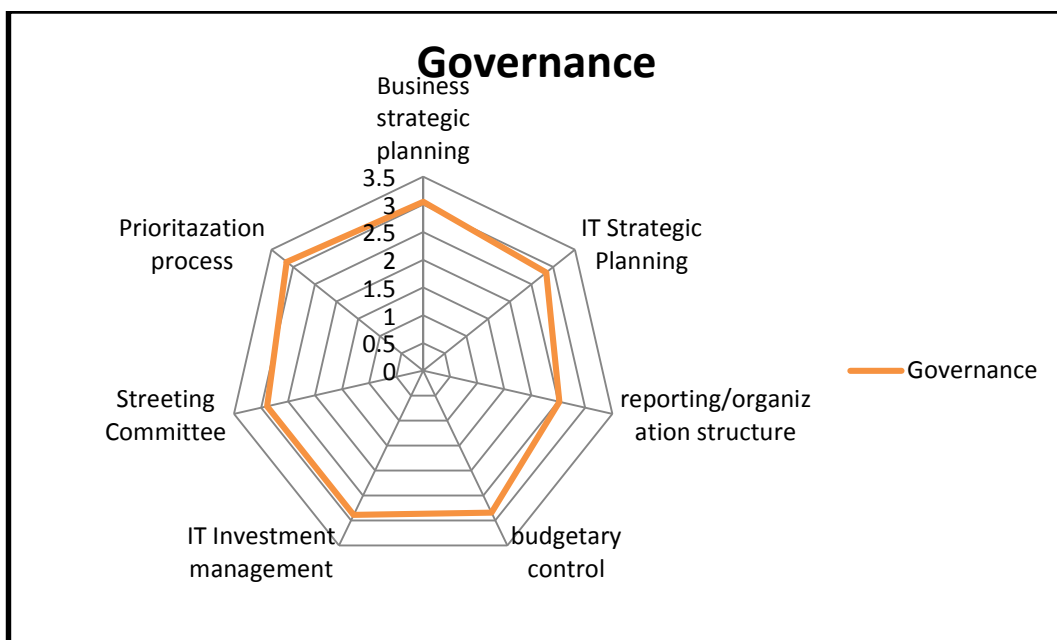 Governance
Business
strategic
planning
3.5
3
2.5
2
1.5
1
0.5
0
IT Strategic
Planning
reporting/organiz
ation structure
budgetary
control
IT Investment
management
Streeting
Committee
Prioritazation
process
Governance